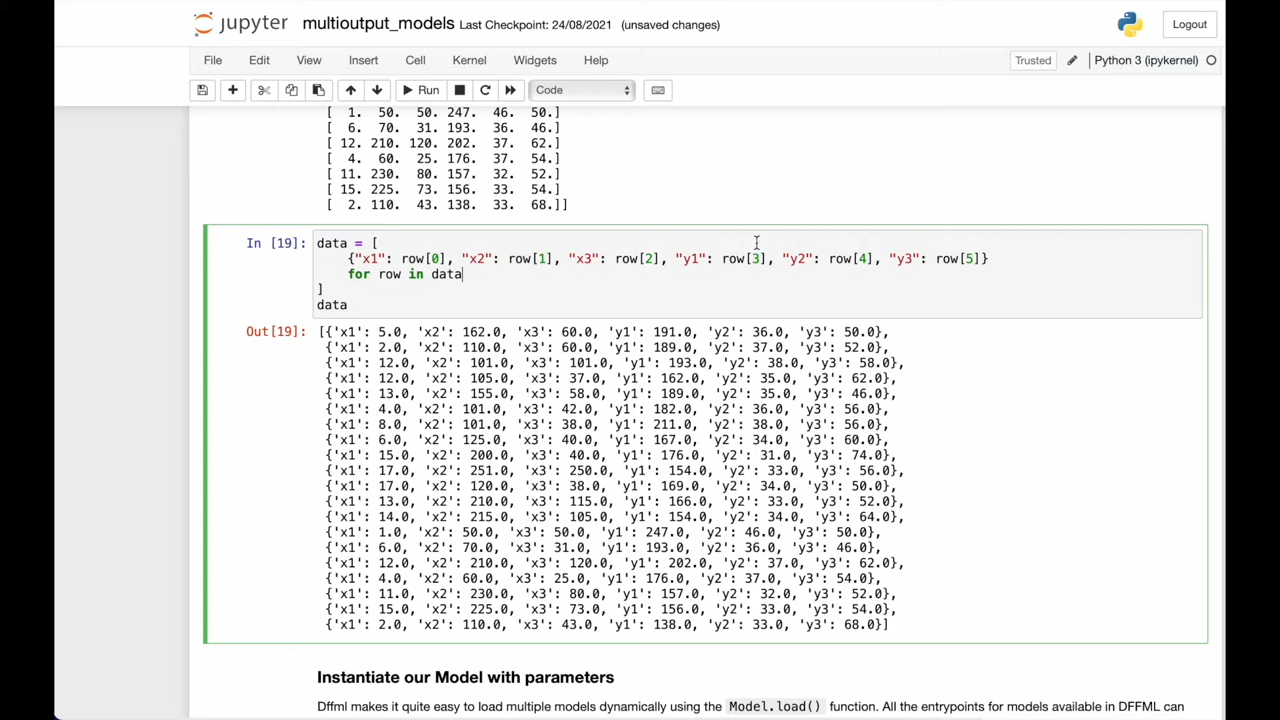 jupyter multioutput_models Last Checkpoint: 24/08/2021 (unsaved changes) Logout
File Edit View Insert Cell Kernel Widgets Help Trusted Python 3 (ipykernel)
Run Code
[ 1. 50. 50. 247. 46. 50.]
[ 6. 70. 31. 193. 36. 46.]
[ 12. 210. 120. 202. 37. 62.]
[ 4. 60. 25. 176. 37. 54.]
[ 11. 230. 80. 157. 32. 52.]
[ 15. 225. 73. 156. 33. 54.]
[ 2. 110. 43. 138. 33. 68.]]
In [19]: data = [
{"x1": row[0], "x2": row[1], "x3": row[2], "y1": row[3], "y2": row[4], "y3": row[5]}
for row in data
]
data
Out[19]: [{'x1': 5.0, 'x2': 162.0, 'x3': 60.0, 'y1': 191.0, 'y2': 36.0, 'y3': 50.0},
{'x1': 2.0, 'x2': 110.0, 'x3': 60.0, 'y1': 189.0, 'y2': 37.0, 'y3': 52.0},
{'x1': 12.0, 'x2': 101.0, 'x3': 101.0, 'y1': 193.0, 'y2': 38.0, 'y3': 58.0},
{'x1': 12.0, 'x2': 105.0, 'x3': 37.0, 'y1': 162.0, 'y2': 35.0, 'y3': 62.0},
{'x1': 13.0, 'x2': 155.0, 'x3': 58.0, 'y1': 189.0, 'y2': 35.0, 'y3': 46.0},
{'x1': 4.0, 'x2': 101.0, 'x3': 42.0, 'y1': 182.0, 'y2': 36.0, 'y3': 56.0},
{'x1': 8.0, 'x2': 101.0, 'x3': 38.0, 'y1': 211.0, 'y2': 38.0, 'y3': 56.0},
{'x1': 6.0, 'x2': 125.0, 'x3': 40.0, 'y1': 167.0, 'y2': 34.0, 'y3': 60.0},
{'x1': 15.0, 'x2': 200.0, 'x3': 40.0, 'y1': 176.0, 'y2': 31.0, 'y3': 74.0},
{'x1': 17.0, 'x2': 251.0, 'x3': 250.0, 'y1': 154.0, 'y2': 33.0, 'y3': 56.0},
{'x1': 17.0, 'x2': 120.0, 'x3': 38.0, 'y1': 169.0, 'y2': 34.0, 'y3': 50.0},
{'x1': 13.0, 'x2': 210.0, 'x3': 115.0, 'y1': 166.0, 'y2': 33.0, 'y3': 52.0},
{'x1': 14.0, 'x2': 215.0, 'x3': 105.0, 'y1': 154.0, 'y2': 34.0, 'y3': 64.0},
{'x1': 1.0, 'x2': 50.0, 'x3': 50.0, 'y1': 247.0, 'y2': 46.0, 'y3': 50.0},
{'x1': 6.0, 'x2': 70.0, 'x3': 31.0, 'y1': 193.0, 'y2': 36.0, 'y3': 46.0},
{'x1': 12.0, 'x2': 210.0, 'x3': 120.0, 'y1': 202.0, 'y2': 37.0, 'y3': 62.0},
{'x1': 4.0, 'x2': 60.0, 'x3': 25.0, 'y1': 176.0, 'y2': 37.0, 'y3': 54.0},
{'x1': 11.0, 'x2': 230.0, 'x3': 80.0, 'y1': 157.0, 'y2': 32.0, 'y3': 52.0},
{'x1': 15.0, 'x2': 225.0, 'x3': 73.0, 'y1': 156.0, 'y2': 33.0, 'y3': 54.0},
{'x1': 2.0, 'x2': 110.0, 'x3': 43.0, 'y1': 138.0, 'y2': 33.0, 'y3': 68.0}]
Instantiate our Model with parameters
Dffml makes it quite easy to load multiple models dynamically using the Model.load() function. All the entrypoints for models available in DFFML can